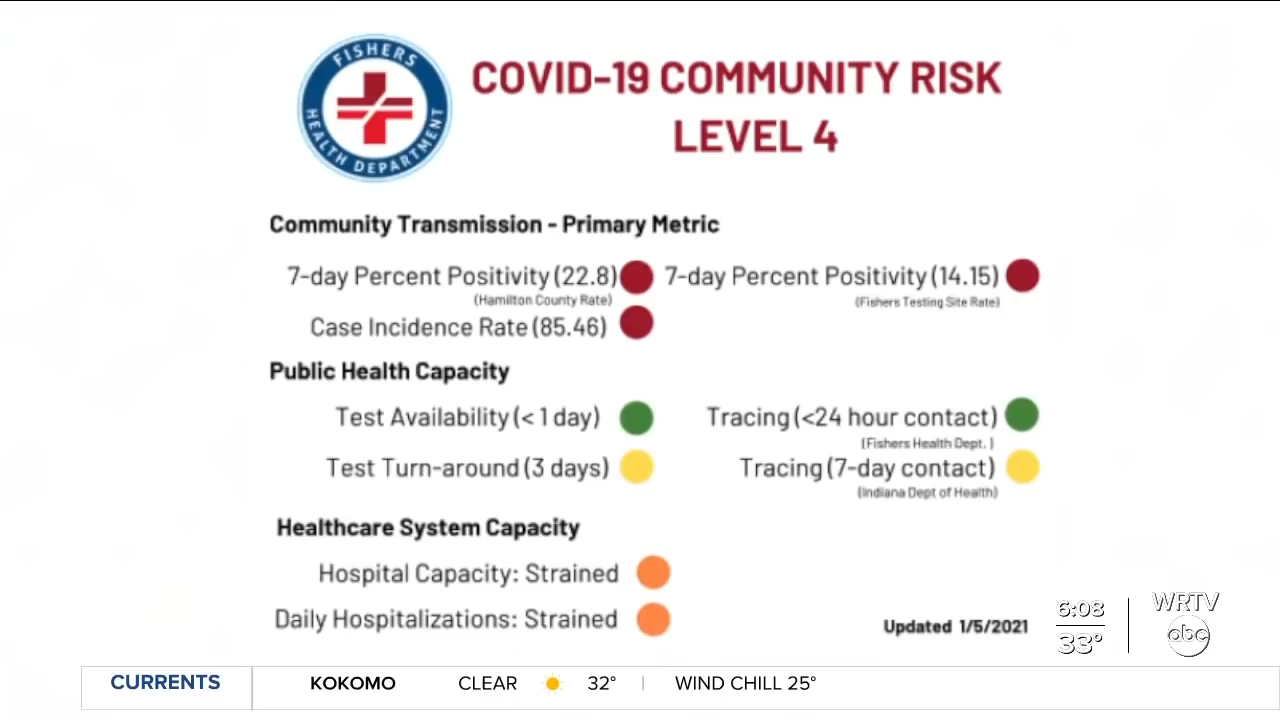 FISHERS
HEALTH DEPARTMENT
COVID-19 COMMUNITY RISK
LEVEL 4
Community Transmission - Primary Metric
7-day Percent Positivity (22.8)
(Hamilton County Rate)
7-day Percent Positivity (14.15)
(Fishers Testing Site Rate)
Case Incidence Rate (85.46)
Public Health Capacity
Test Availability (< 1 day)
Tracing (<24 hour contact)
(Fishers Health Dept. )
Test Turn-around (3 days)
Tracing (7-day contact)
(Indiana Dept of Health)
Healthcare System Capacity
Hospital Capacity: Strained
Daily Hospitalizations: Strained
Updated 1/5/2021
6:08
33°
WRTV
abc
CURRENTS KOKOMO CLEAR 32° | WIND CHILL 25°